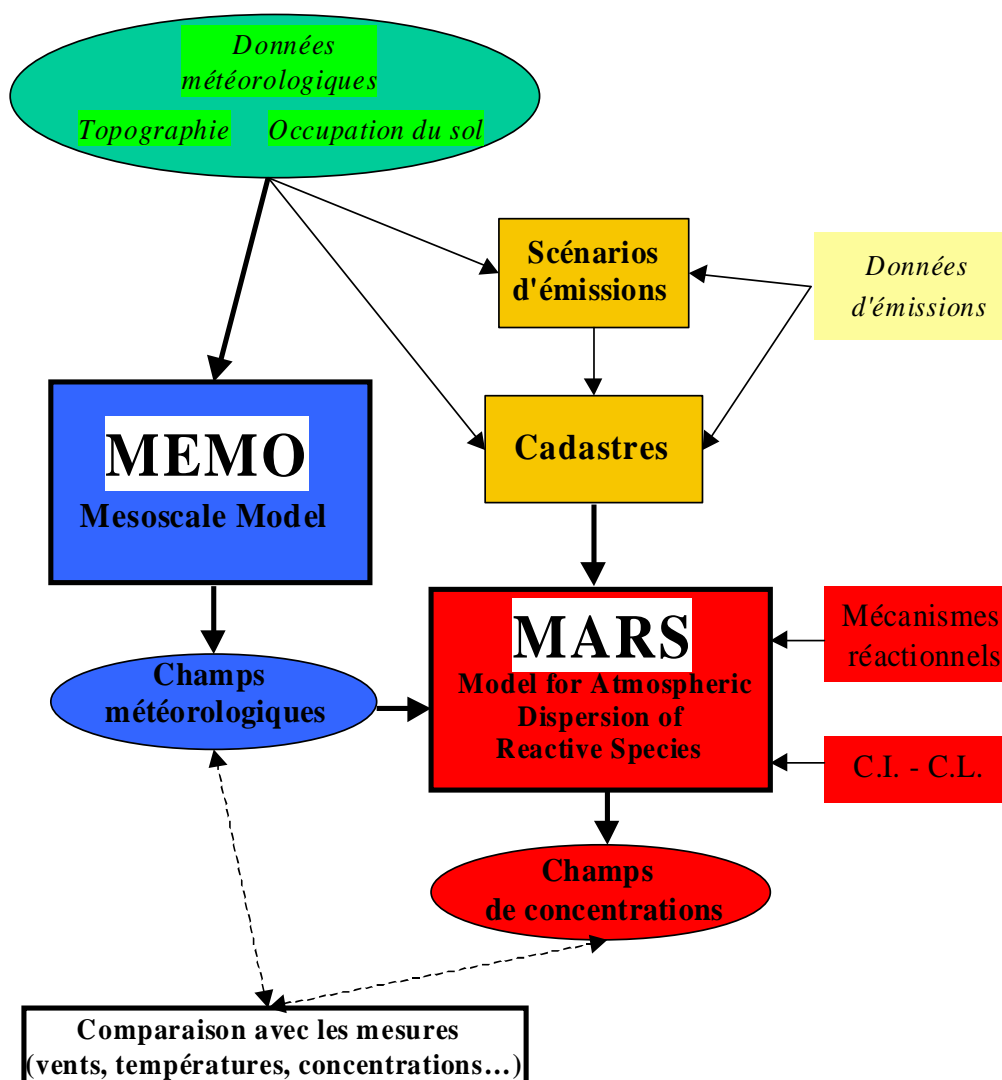 Données
météorologiques
Topographie
Occupation du sol
Scénarios
d'émissions
Données
d'émissions
MEMO
Mesoscale Model
Cadastres
MARS
Model for Atmospheric
Dispersion of
Reactive Species
Mécanismes
réactionnels
Champs
météorologiques
C.I. - C.L.
Champs
de concentrations
Comparaison avec les mesures
(vents, températures, concentrations…)